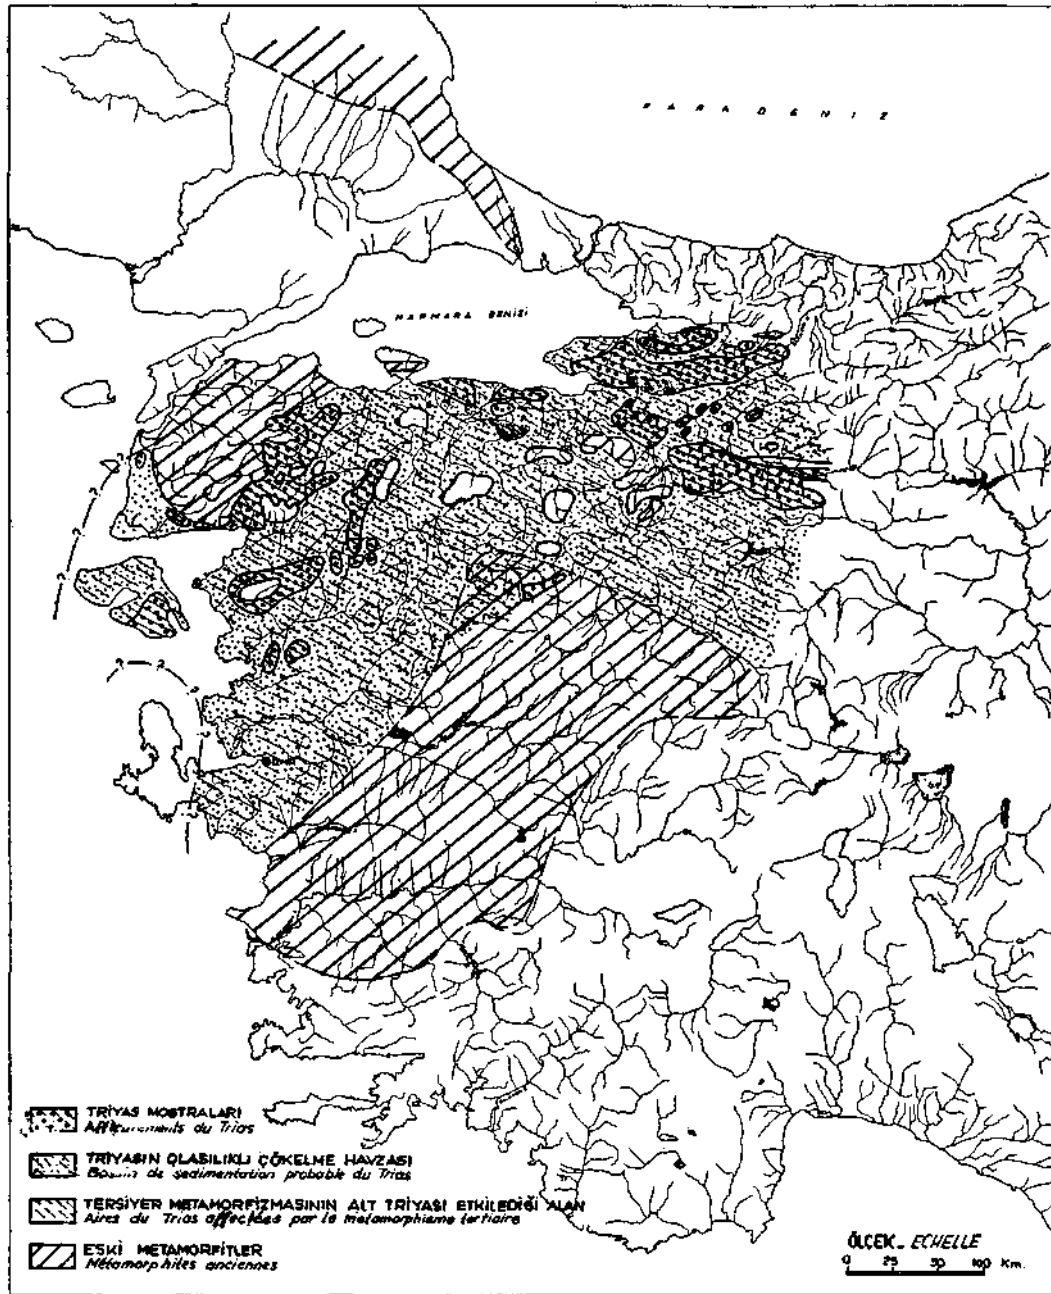 KARA DENİZ
MARMARA DENİZİ
TRİYAS MOSTRALARI
Affleurements du Trias
TRİYASIN OLASILIKLI ÇÖKELME HAVZASI
Bassin de sedimentation probable du Trias
TERSİYER METAMORFİZMASININ ALT TRİYASI ETKİLEDİĞİ ALAN
Aires du Trias affectées par le metamorphisme tertiaire
ESKİ METAMORFİTLER
Métamorphites anciennes
ÖLÇEK_ ECHELLE
0 25 50 100 Km.